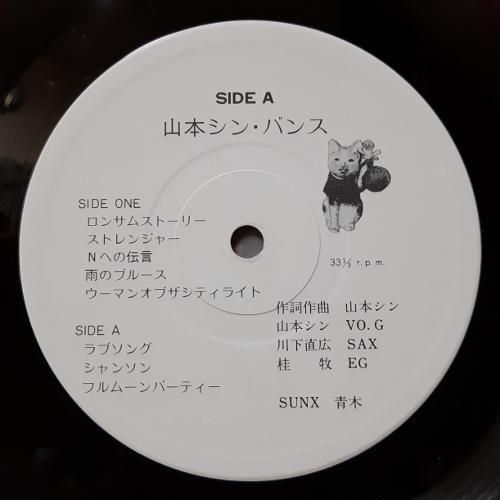 SIDE A
山本シン・バンス
SIDE ONE
ロンサムストーリー
ストレンジャー
Nへの伝言
雨のブルース
ウーマンオブザシティライト
33⅓ r.p.m.
SIDE A
ラブソング
シャンソン
フルムーンパーティー
作詞作曲 山本シン
山本シン VO.G
川下直広 SAX
桂 牧 EG
SUNX 青木